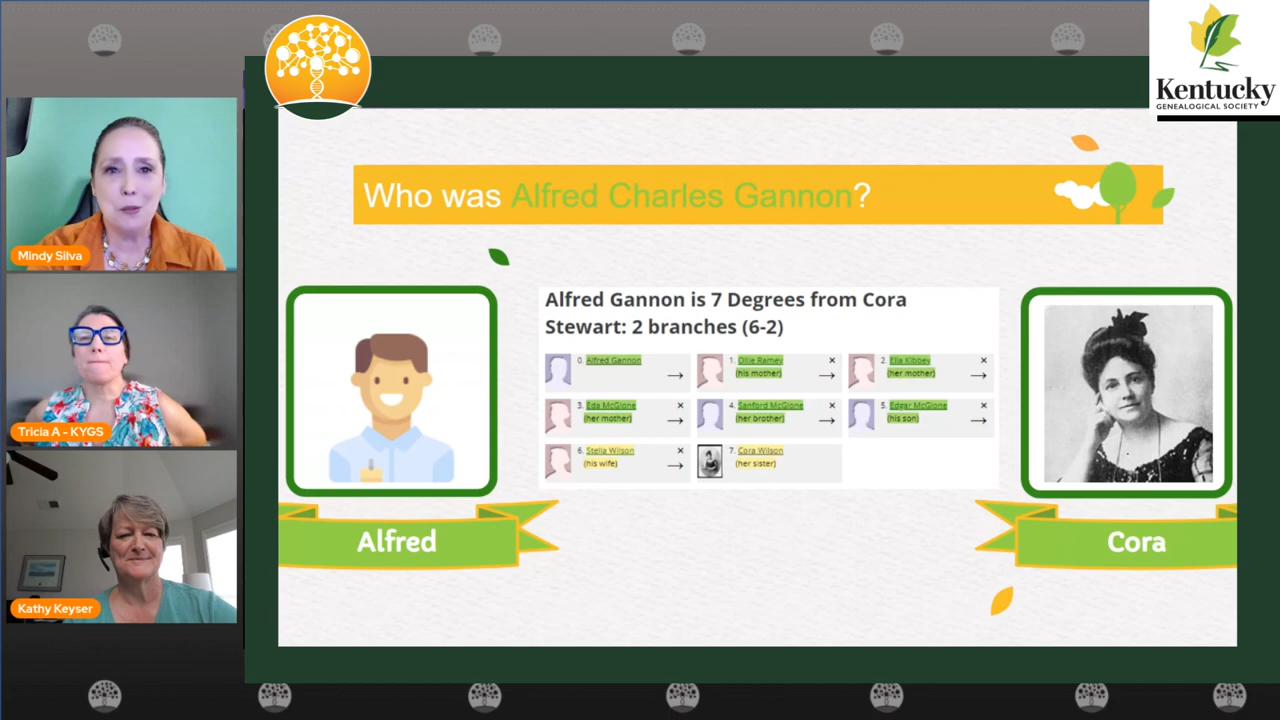 Kentucky
GENEALOGICAL SOCIETY
Who was Alfred Charles Gannon?
Mindy Silva
Tricia A - KYGS
Kathy Keyser
Alfred Gannon is 7 Degrees from Cora
Stewart: 2 branches (6-2)
0. Alfred Gannon
→
1. Ollie Ramey
(his mother)
×
→
2. Ella Kibbey
(her mother)
×
→
3. Eda McGlone
(her mother)
×
→
4. Sanford McGlone
(her brother)
×
→
5. Edgar McGlone
(his son)
×
→
6. Stella Wilson
(his wife)
×
→
7. Cora Wilson
(her sister)
Alfred
Cora